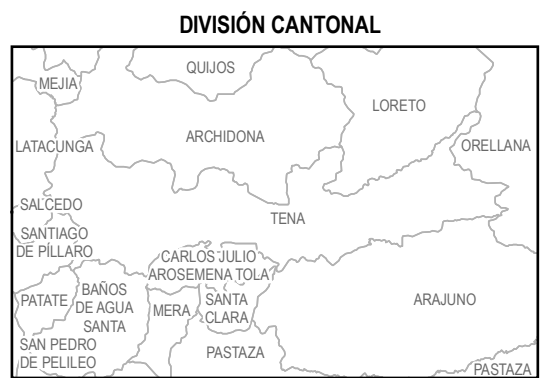 DIVISIÓN CANTONAL
QUIJOS
MEJIA
LORETO
ARCHIDONA
LATACUNGA
ORELLANA
SALCEDO
TENA
SANTIAGO
DE PÍLLARO
CARLOS JULIO
AROSEMENA TOLA
PATATE
BAÑOS
DE AGUA
SANTA
MERA
SANTA
CLARA
ARAJUNO
SAN PEDRO
DE PELILEO
PASTAZA
PASTAZA